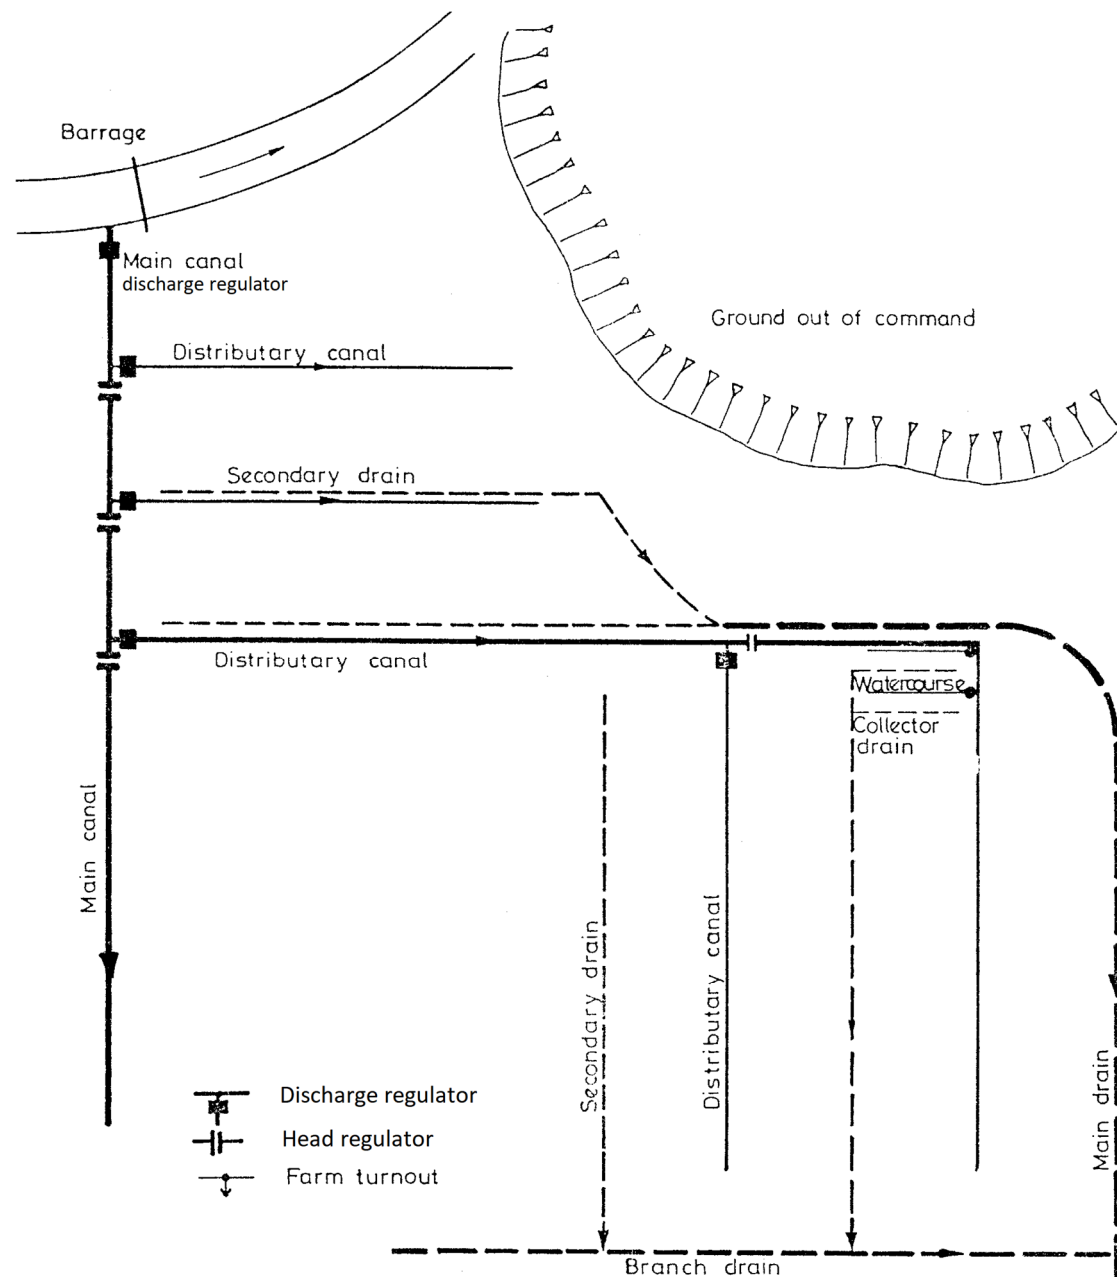 Barrage
Main canal
discharge regulator
Ground out of command
Distributary canal
Secondary drain
Distributary canal
Watercourse
Collector
drain
Main canal
Secondary drain
Distributary canal
Main drain
Discharge regulator
Head regulator
Farm turnout
Branch drain